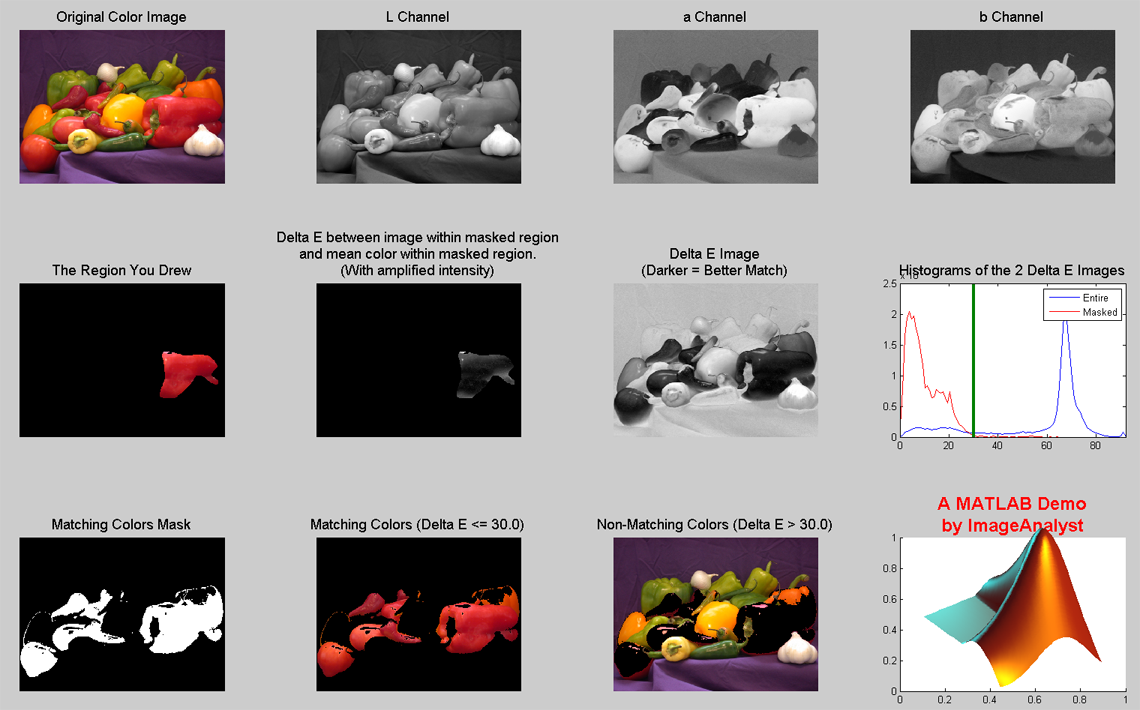 Original Color Image
L Channel
a Channel
b Channel
The Region You Drew
Delta E between image within masked region
and mean color within masked region.
(With amplified intensity)
Delta E Image
(Darker = Better Match)
Histograms of the 2 Delta E Images
2.5
2
1.5
1
0.5
0
0
20
40
60
80
Entire
Masked
Matching Colors Mask
Matching Colors (Delta E <= 30.0)
Non-Matching Colors (Delta E > 30.0)
A MATLAB Demo
by ImageAnalyst
1
0.8
0.6
0.4
0.2
0
0
0.2
0.4
0.6
0.8
1